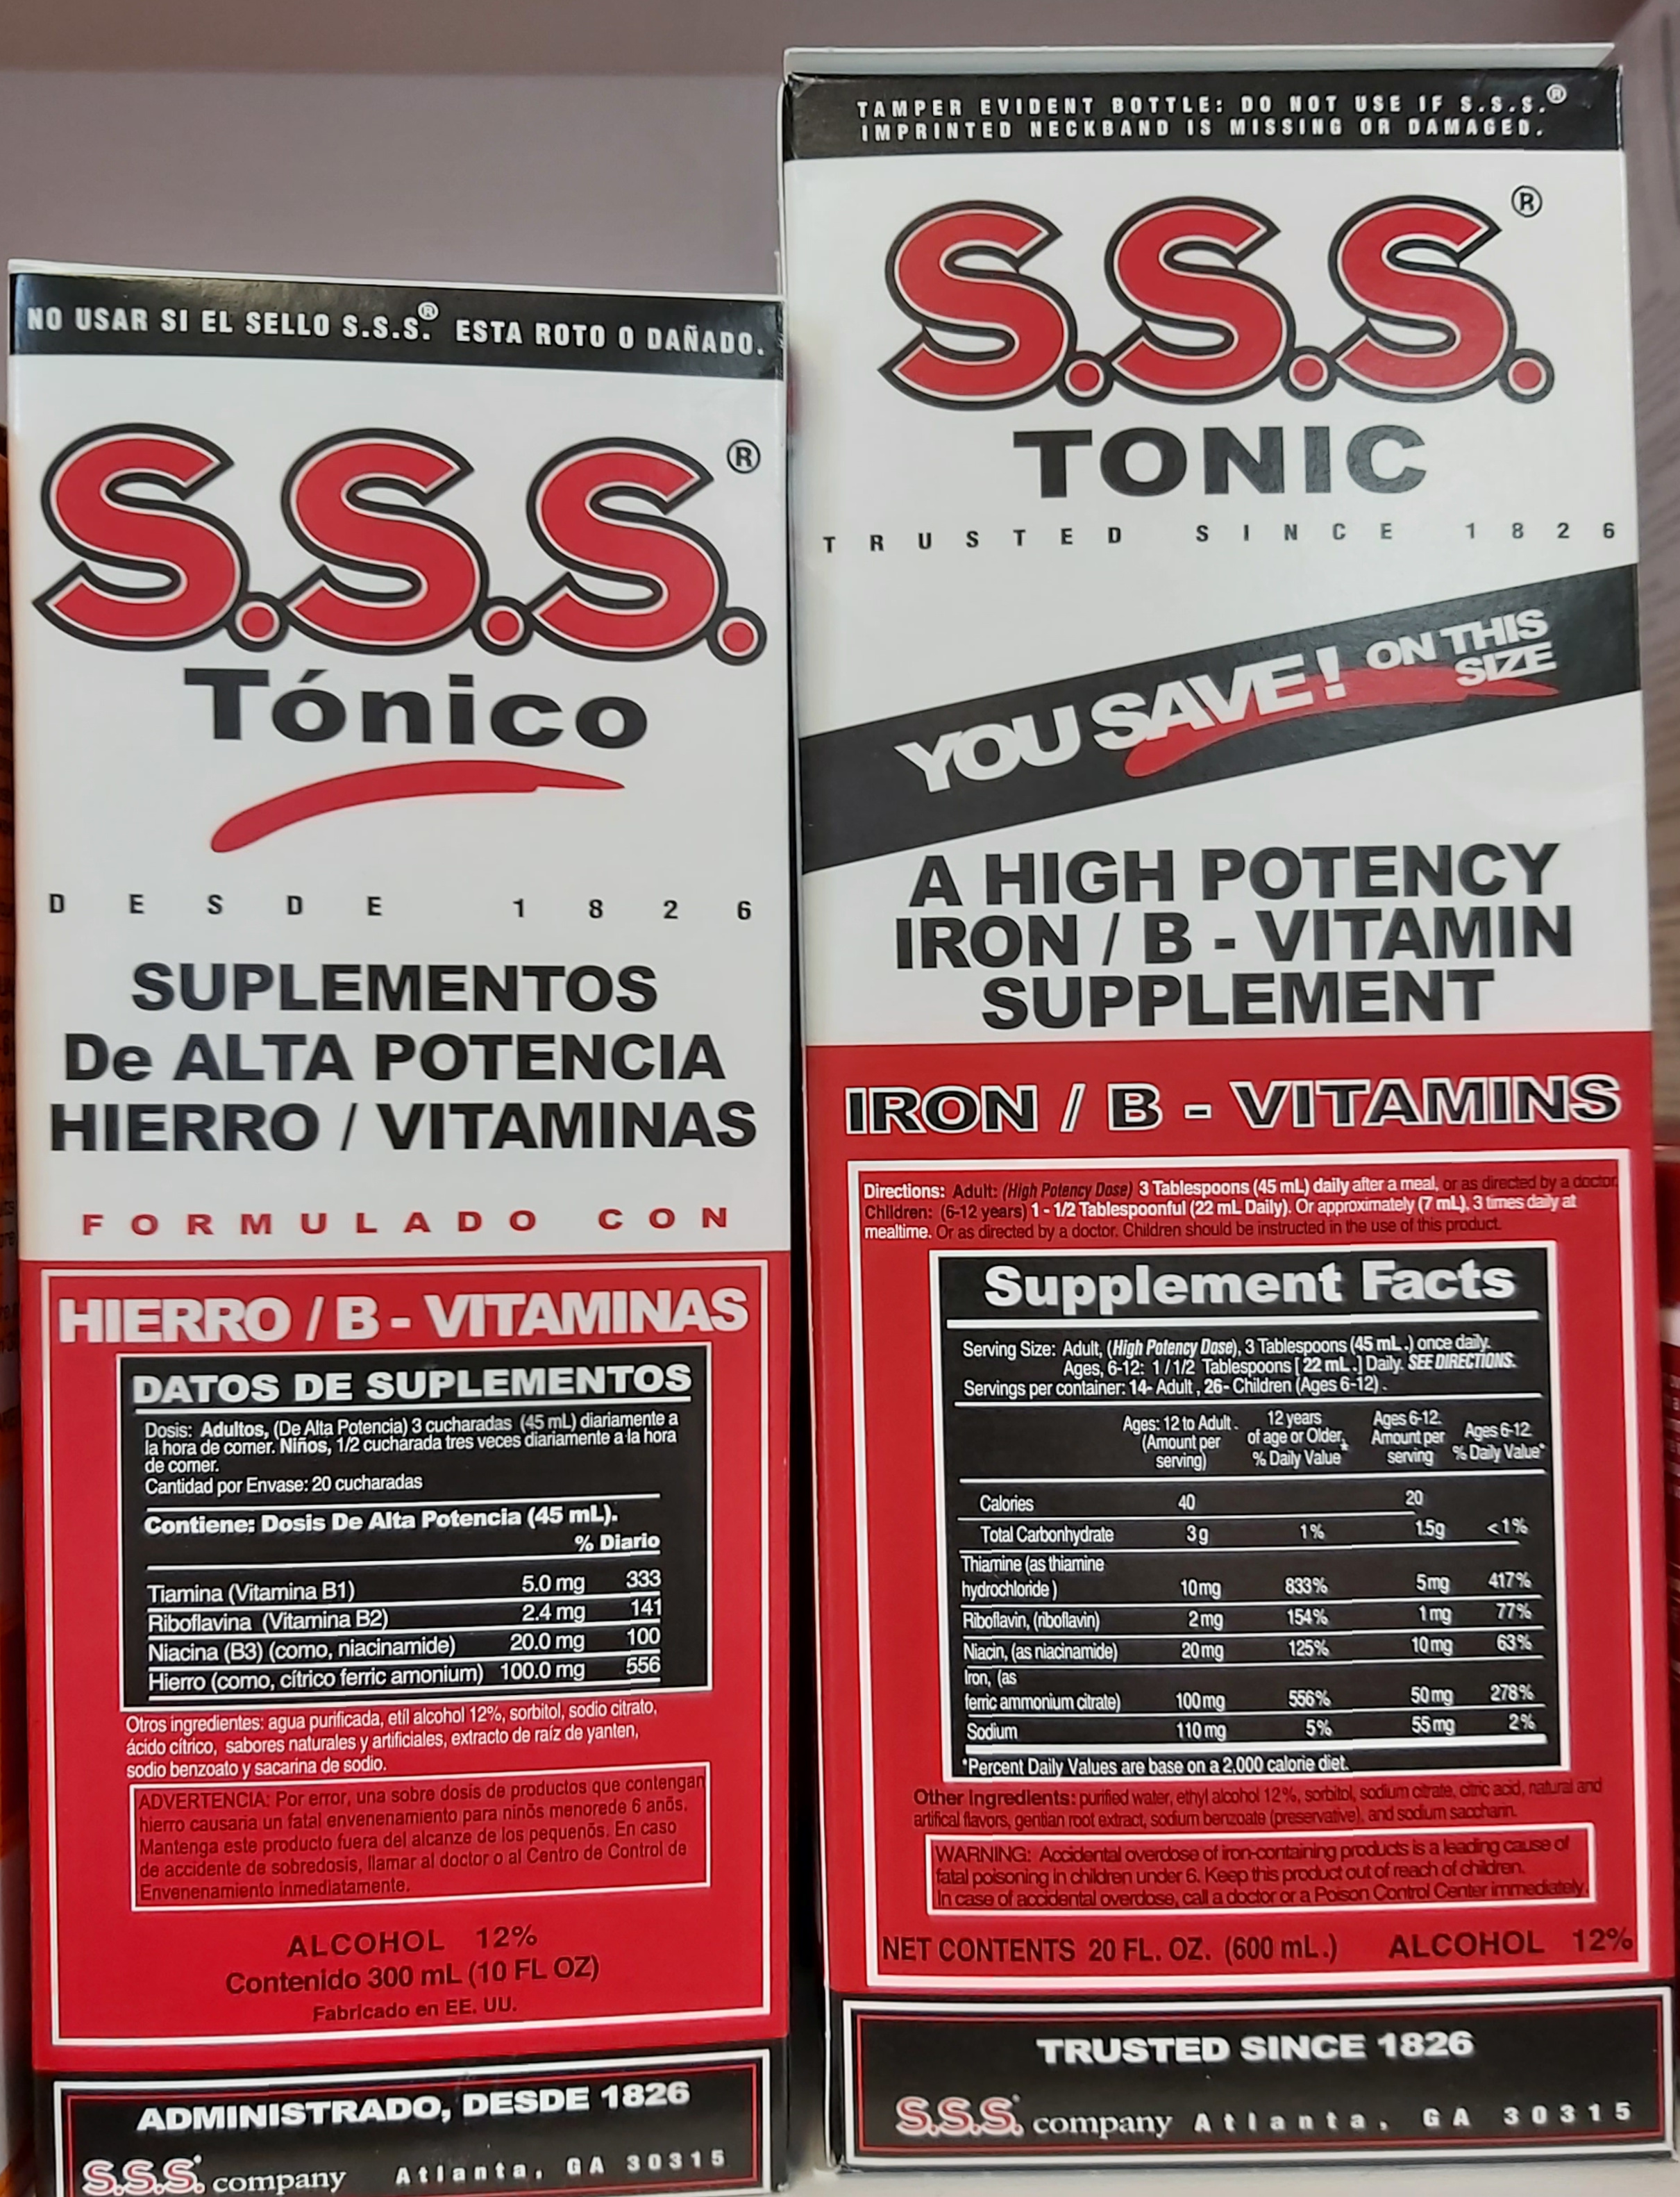 NO USAR SI EL SELLO S.S.S.® ESTA ROTO O DAÑADO.
S.S.S.®
Tónico
DESDE 1826
SUPLEMENTOS
De ALTA POTENCIA
HIERRO / VITAMINAS
FORMULADO CON
HIERRO / B - VITAMINAS
DATOS DE SUPLEMENTOS
Dosis: Adultos, (De Alta Potencia) 3 cucharadas (45 mL) diariamente a
la hora de comer. Niños, 1/2 cucharada tres veces diariamente a la hora
de comer.
Cantidad por Envase: 20 cucharadas
Contiene: Dosis De Alta Potencia (45 mL).
% Diario
Tiamina (Vitamina B1) 5.0 mg 333
Riboflavina (Vitamina B2) 2.4 mg 141
Niacina (B3) (como, niacinamide) 20.0 mg 100
Hierro (como, cítrico ferric amonium) 100.0 mg 556
Otros ingredientes: agua purificada, etíl alcohol 12%, sorbitol, sodio citrato,
ácido cítrico, sabores naturales y artificiales, extracto de raíz de yanten,
sodio benzoato y sacarina de sodio.
ADVERTENCIA: Por error, una sobre dosis de productos que contengan
hierro causaria un fatal envenenamiento para ninõs menorede 6 anõs.
Mantenga este producto fuera del alcanze de los pequenõs. En caso
de accidente de sobredosis, llamar al doctor o al Centro de Control de
Envenenamiento Inmediatamente.
ALCOHOL 12%
Contenido 300 mL (10 FL OZ)
Fabricado en EE. UU.
ADMINISTRADO, DESDE 1826
S.S.S.® company Atlanta, GA 30315
TAMPER EVIDENT BOTTLE: DO NOT USE IF S.S.S.®
IMPRINTED NECKBAND IS MISSING OR DAMAGED.
S.S.S.®
TONIC
TRUSTED SINCE 1826
YOU SAVE! ON THIS
SIZE
A HIGH POTENCY
IRON / B - VITAMIN
SUPPLEMENT
IRON / B - VITAMINS
Directions: Adult: (High Potency Dose) 3 Tablespoons (45 mL) daily after a meal, or as directed by a doctor.
Children: (6-12 years) 1 - 1/2 Tablespoonful (22 mL Daily). Or approximately (7 mL), 3 times daily at
mealtime. Or as directed by a doctor. Children should be instructed in the use of this product.
Supplement Facts
Serving Size: Adult, (High Potency Dose), 3 Tablespoons (45 mL.) once daily.
Ages, 6-12: 1 / 1/2 Tablespoons [22 mL.] Daily. SEE DIRECTIONS.
Servings per container: 14- Adult, 26- Children (Ages 6-12).
Ages: 12 to Adult. (Amount per serving) 12 years of age or Older, % Daily Value* Ages 6-12. Amount per serving Ages 6-12 % Daily Value*
Calories 40 20
Total Carbonhydrate 3 g 1% 1.5g <1%
Thiamine (as thiamine
hydrochloride ) 10mg 833% 5mg 417%
Riboflavin, (riboflavin) 2 mg 154% 1 mg 77%
Niacin, (as niacinamide) 20mg 125% 10 mg 63%
Iron, (as
ferric ammonium citrate) 100 mg 556% 50 mg 278%
Sodium 110 mg 5% 55 mg 2%
*Percent Daily Values are base on a 2,000 calorie diet.
Other Ingredients: purified water, ethyl alcohol 12%, sorbitol, sodium citrate, citric acid, natural and
artifical flavors, gentian root extract, sodium benzoate (preservative), and sodium saccharin.
WARNING: Accidental overdose of iron-containing products is a leading cause of
fatal poisoning in children under 6. Keep this product out of reach of children.
In case of accidental overdose, call a doctor or a Poison Control Center immediately.
NET CONTENTS 20 FL. OZ. (600 mL.) ALCOHOL 12%
TRUSTED SINCE 1826
S.S.S.® company Atlanta, GA 30315